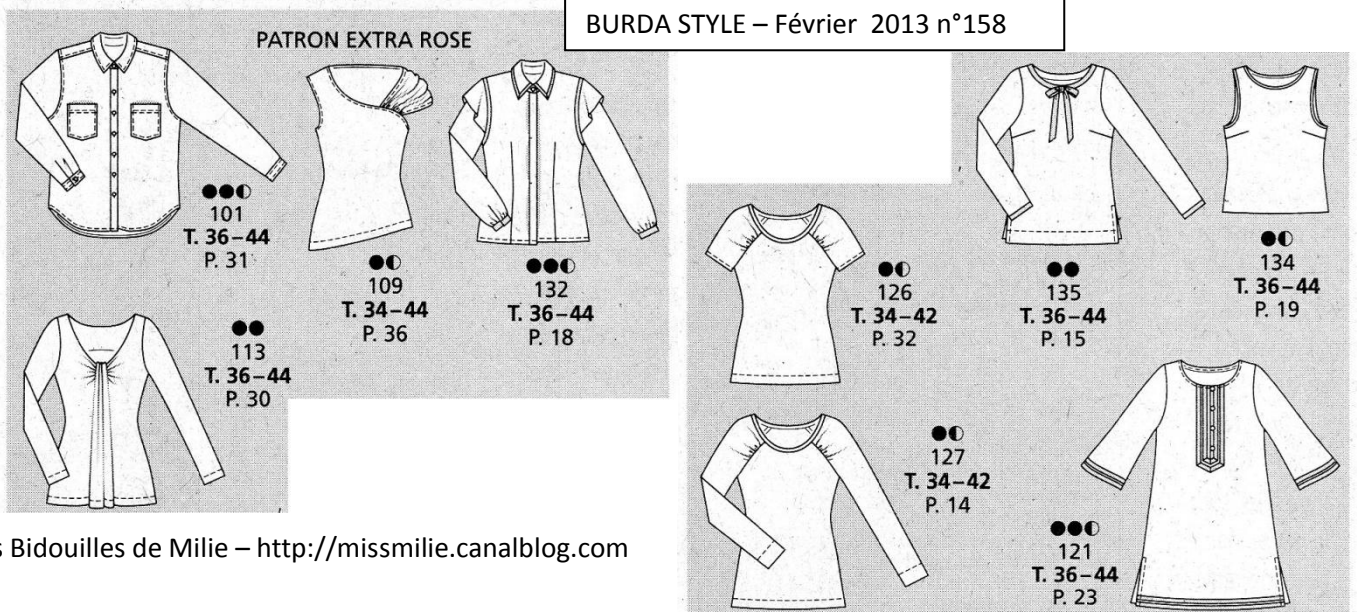 BURDA STYLE – Février 2013 n°158
PATRON EXTRA ROSE
●●◐
101
T. 36–44
P. 31
●◐
109
T. 34–44
P. 36
●●◐
132
T. 36–44
P. 18
●●
113
T. 36–44
P. 30
●◐
126
T. 34–42
P. 32
●●
135
T. 36–44
P. 15
●◐
134
T. 36–44
P. 19
●◐
127
T. 34–42
P. 14
●●◐
121
T. 36–44
P. 23
s Bidouilles de Milie – http://missmilie.canalblog.com